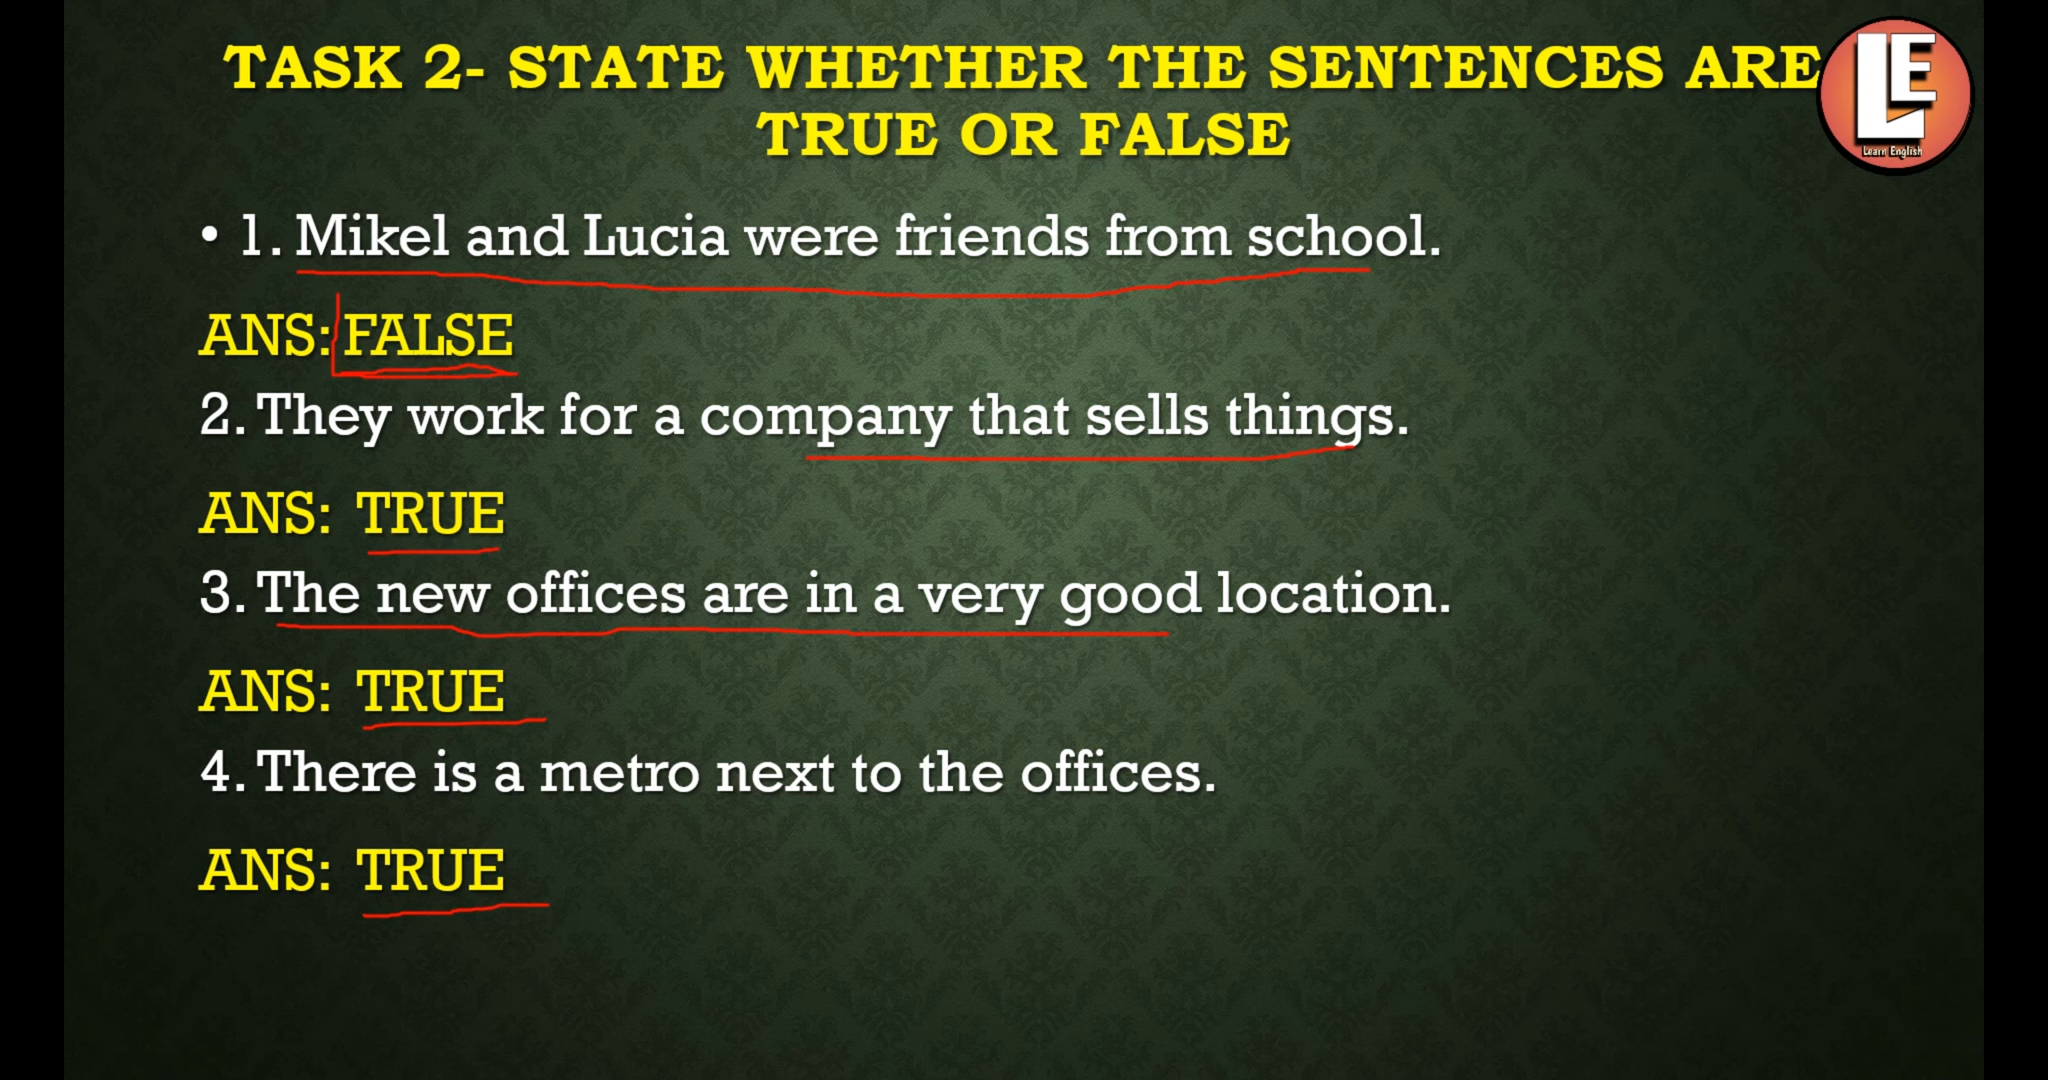 TASK 2- STATE WHETHER THE SENTENCES ARE
TRUE OR FALSE
LE
Learn English
• 1. Mikel and Lucia were friends from school.
ANS: FALSE
2. They work for a company that sells things.
ANS: TRUE
3. The new offices are in a very good location.
ANS: TRUE
4. There is a metro next to the offices.
ANS: TRUE